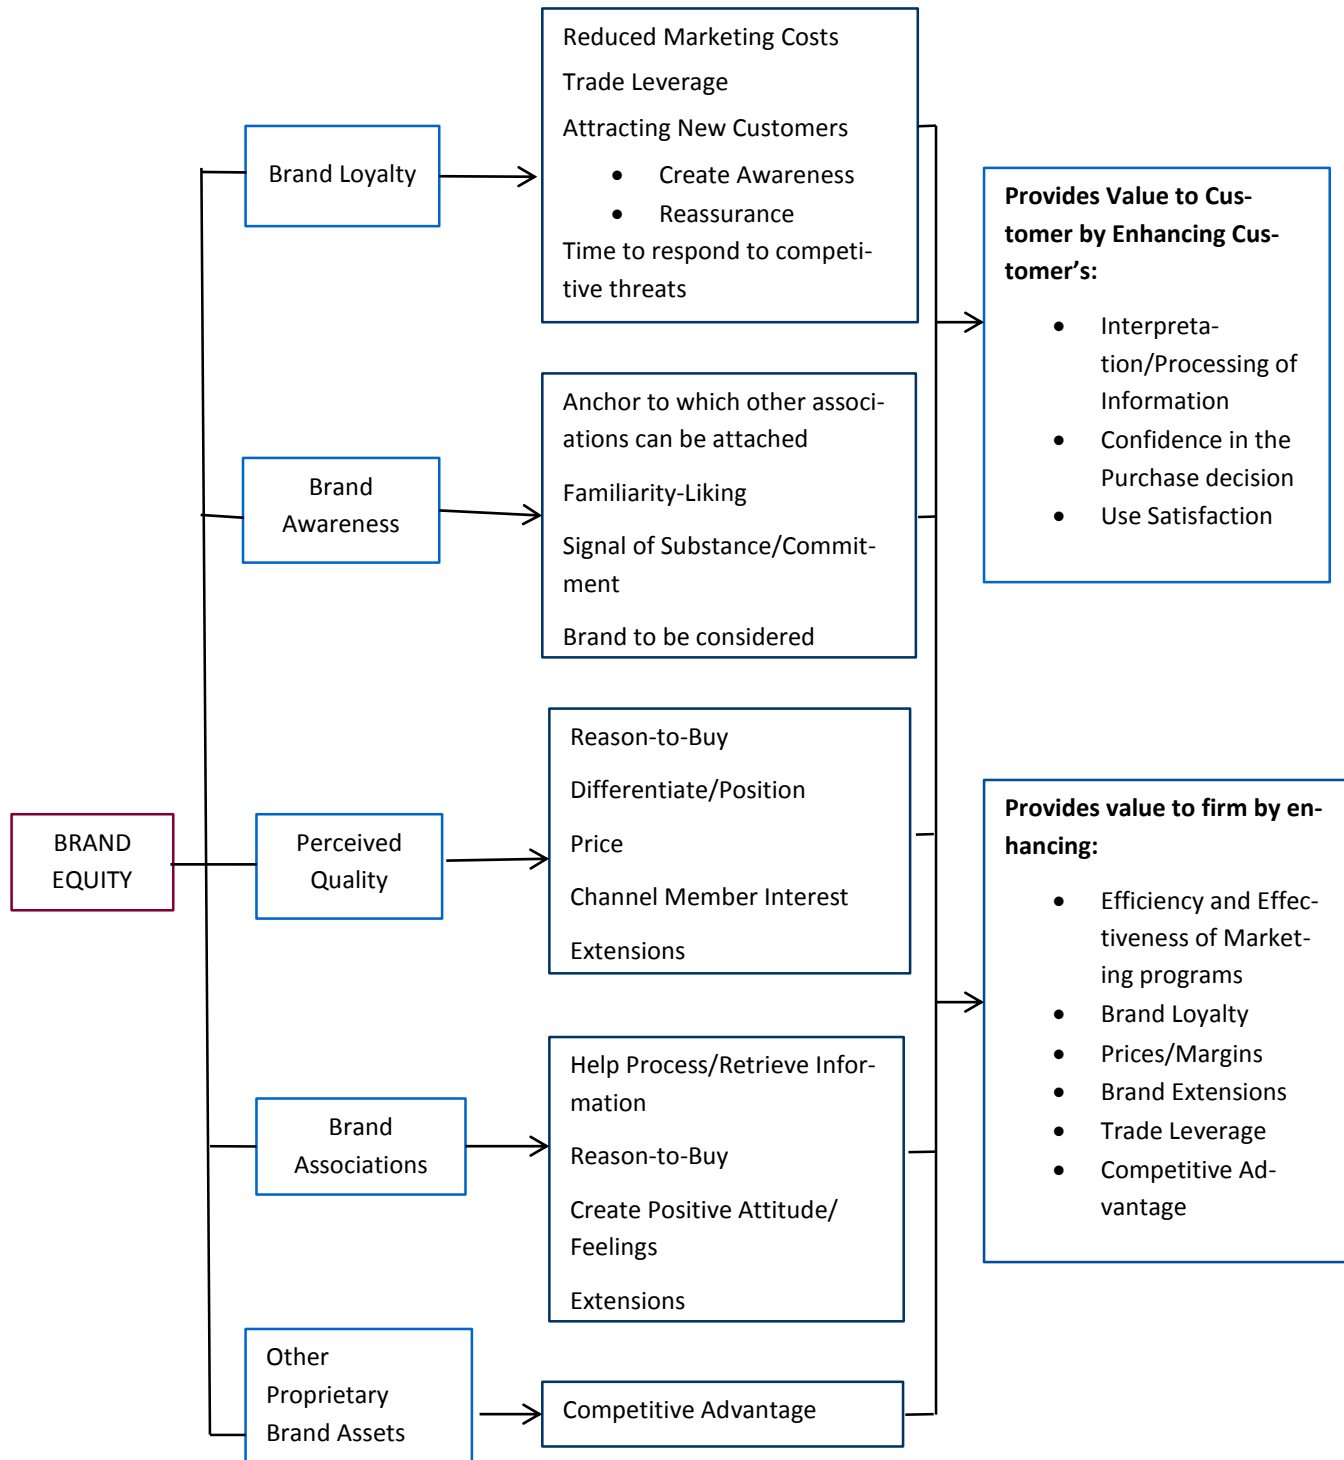 Reduced Marketing Costs
Trade Leverage
Attracting New Customers
• Create Awareness
• Reassurance
Time to respond to competi-
tive threats
Brand Loyalty
Provides Value to Cus-
tomer by Enhancing Cus-
tomer’s:
• Interpreta-
tion/Processing of
Information
• Confidence in the
Purchase decision
• Use Satisfaction
Brand
Awareness
Anchor to which other associ-
ations can be attached
Familiarity-Liking
Signal of Substance/Commit-
ment
Brand to be considered
BRAND
EQUITY
Perceived
Quality
Reason-to-Buy
Differentiate/Position
Price
Channel Member Interest
Extensions
Provides value to firm by en-
hancing:
• Efficiency and Effec-
tiveness of Market-
ing programs
• Brand Loyalty
• Prices/Margins
• Brand Extensions
• Trade Leverage
• Competitive Ad-
vantage
Brand
Associations
Help Process/Retrieve Infor-
mation
Reason-to-Buy
Create Positive Attitude/
Feelings
Extensions
Other
Proprietary
Brand Assets
Competitive Advantage